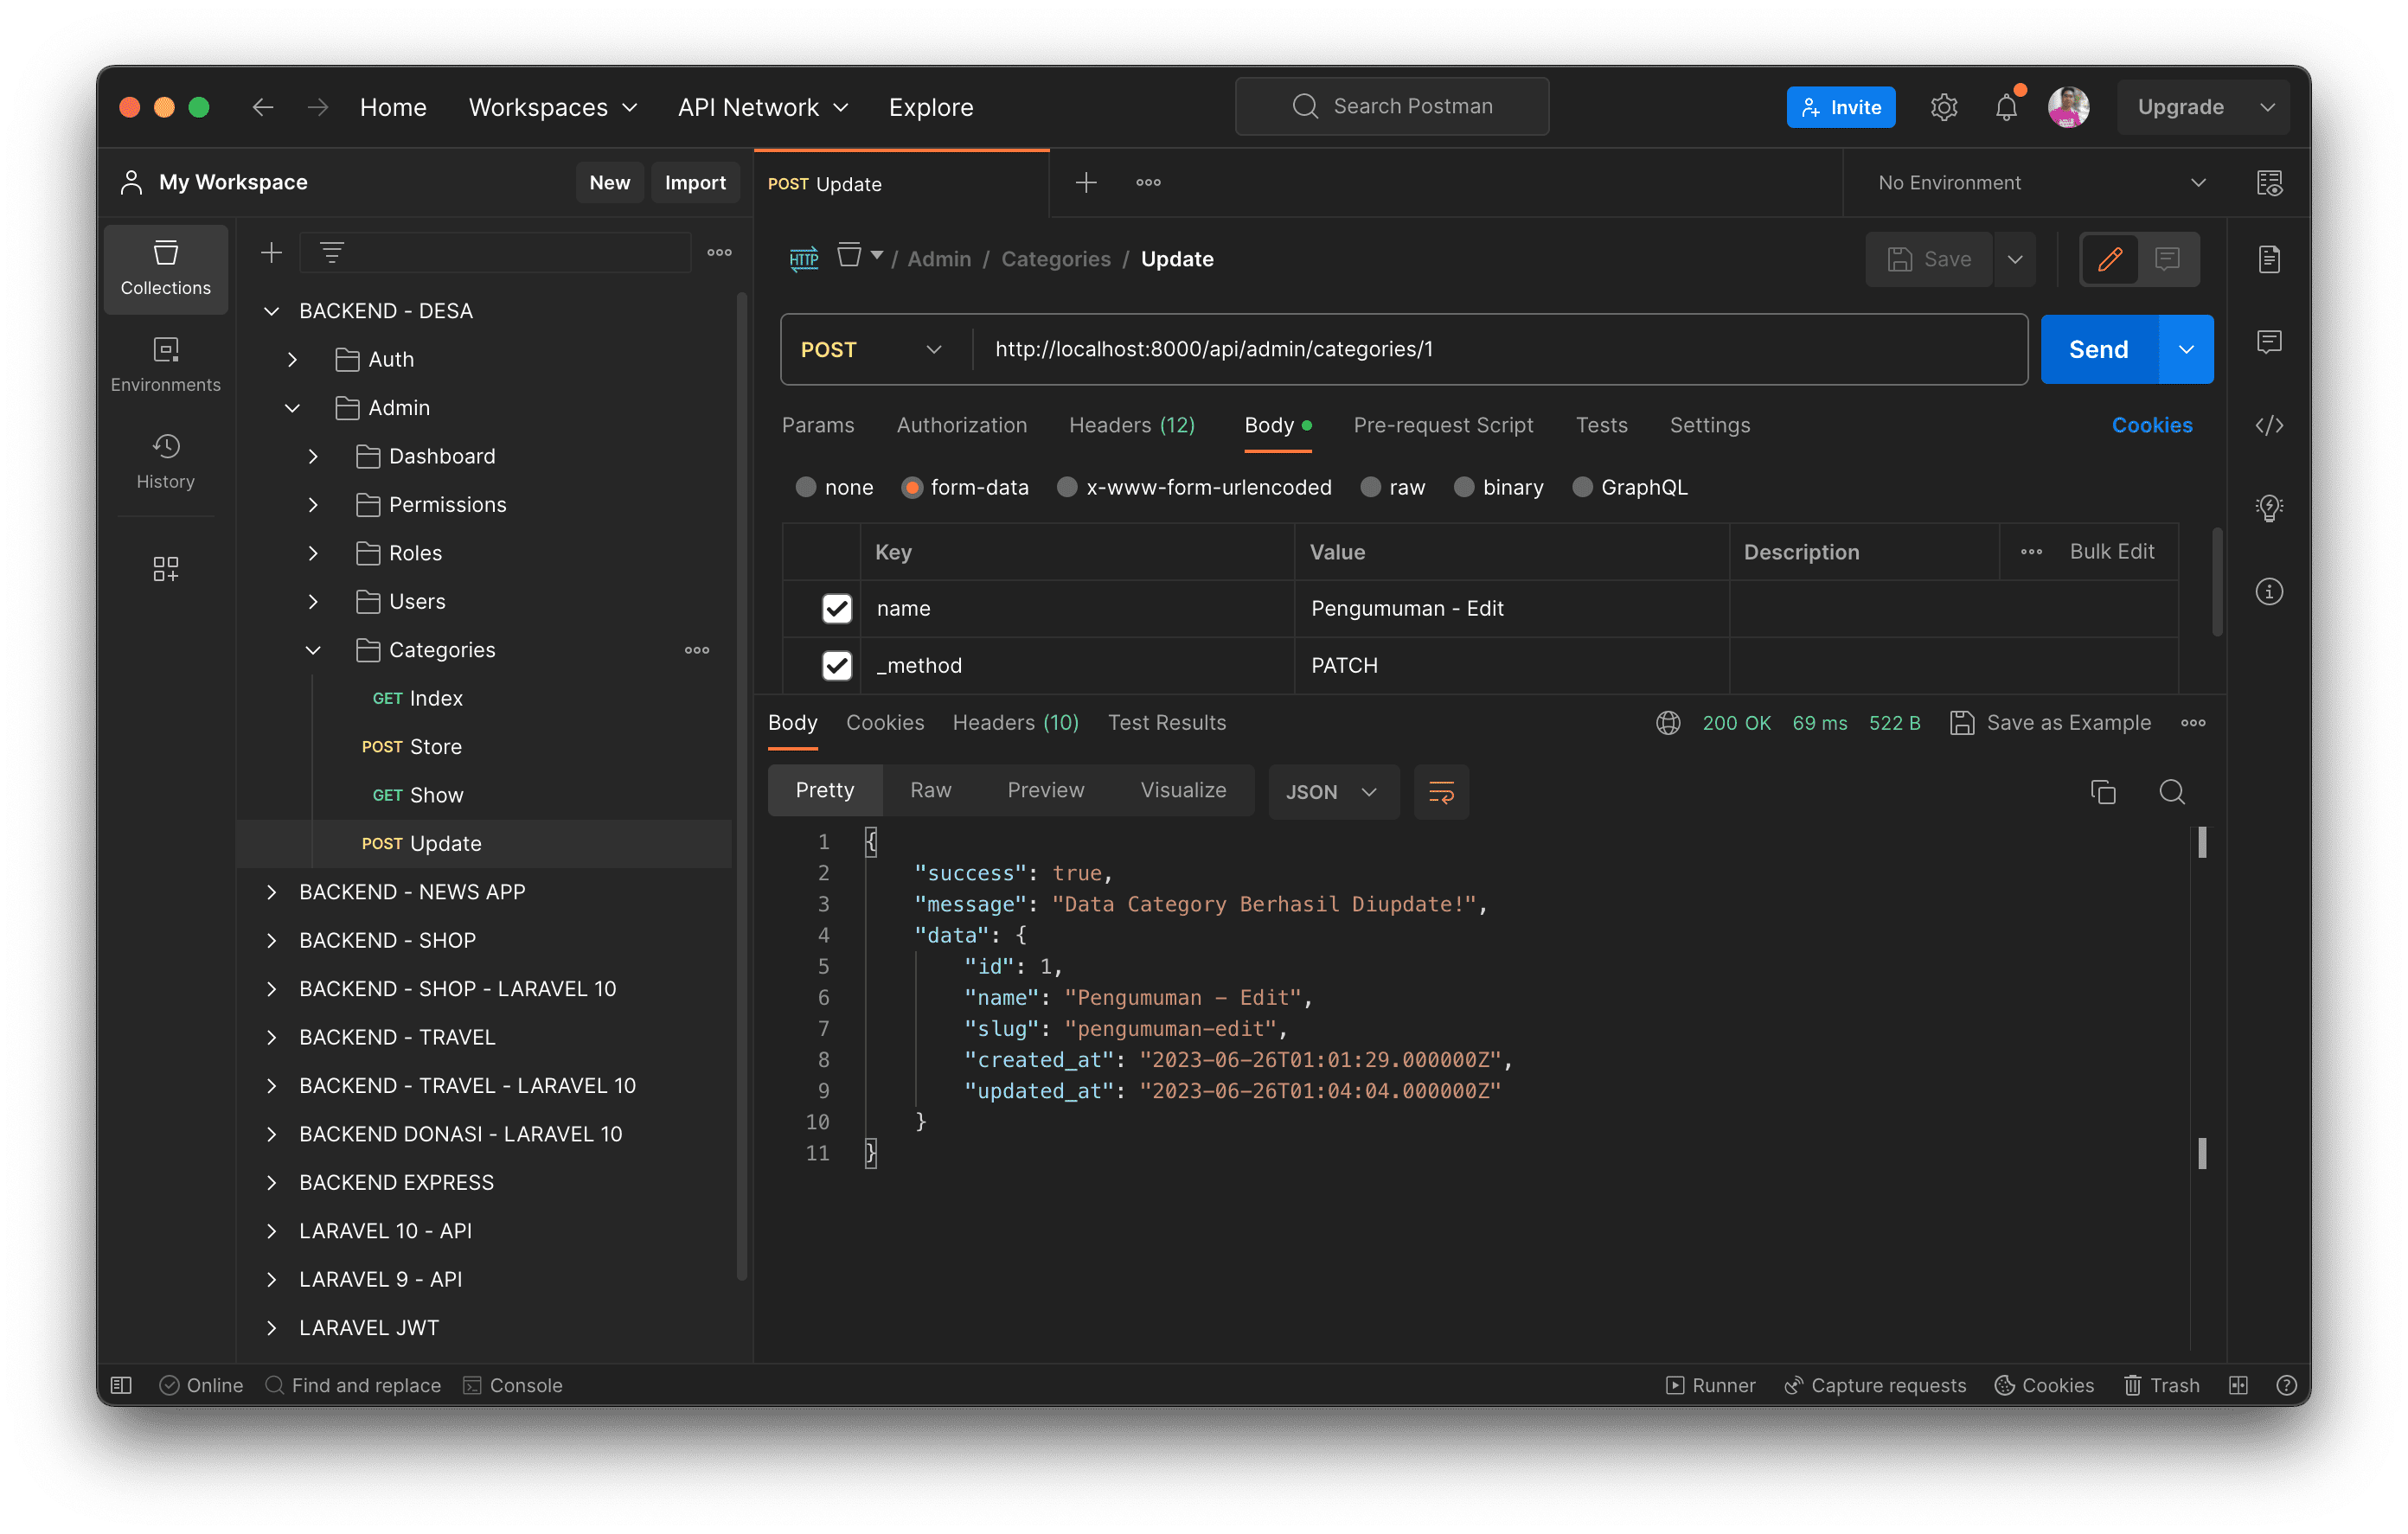 Home Workspaces API Network Explore Search Postman Invite Upgrade
My Workspace New Import
POST Update No Environment
Collections
Environments
History
BACKEND - DESA
Auth
Admin
Dashboard
Permissions
Roles
Users
Categories
GET Index
POST Store
GET Show
POST Update
BACKEND - NEWS APP
BACKEND - SHOP
BACKEND - SHOP - LARAVEL 10
BACKEND - TRAVEL
BACKEND - TRAVEL - LARAVEL 10
BACKEND DONASI - LARAVEL 10
BACKEND EXPRESS
LARAVEL 10 - API
LARAVEL 9 - API
LARAVEL JWT
HTTP / Admin / Categories / Update Save
POST http://localhost:8000/api/admin/categories/1 Send
Params Authorization Headers (12) Body Pre-request Script Tests Settings Cookies
none form-data x-www-form-urlencoded raw binary GraphQL
Key Value Description Bulk Edit
name Pengumuman - Edit
_method PATCH
Body Cookies Headers (10) Test Results 200 OK 69 ms 522 B Save as Example
Pretty Raw Preview Visualize JSON
1 {
2 "success": true,
3 "message": "Data Category Berhasil Diupdate!",
4 "data": {
5 "id": 1,
6 "name": "Pengumuman - Edit",
7 "slug": "pengumuman-edit",
8 "created_at": "2023-06-26T01:01:29.000000Z",
9 "updated_at": "2023-06-26T01:04:04.000000Z"
10 }
11 }
Online Find and replace Console Runner Capture requests Cookies Trash